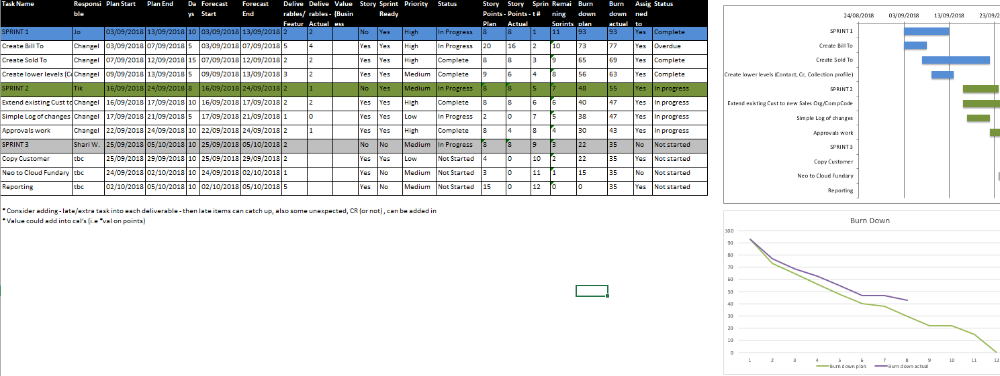 Task Name Responsi ble Plan Start Plan End Da ys Forecast Start Forecast End Delive rables/ Featur Delive rables - Actual Value (Busin ess Story Sprint Ready Priority Status Story Points - Plan Story Points - Actual Sprin t # Remai ning Sprints Burn down plan Burn down actual Assig ned to Status
SPRINT 1 Jo 03/09/2018 13/09/2018 10 03/09/2018 13/09/2018 2 2 No Yes High In Progress 8 8 1 11 93 93 Yes Complete
Create Bill To Changel 03/09/2018 07/09/2018 5 03/09/2018 07/09/2018 5 4 Yes Yes High In Progress 20 16 2 10 73 77 Yes Overdue
Create Sold To Changel 07/09/2018 12/09/2018 15 07/09/2018 12/09/2018 2 2 Yes Yes High Complete 8 8 3 9 65 69 Yes Complete
Create lower levels (Co Changel 09/09/2018 13/09/2018 5 09/09/2018 13/09/2018 3 2 Yes Yes Medium Complete 9 6 4 8 56 63 Yes Complete
SPRINT 2 Tik 16/09/2018 24/09/2018 8 16/09/2018 24/09/2018 2 1 No Yes Medium In Progress 8 8 5 7 48 55 Yes In progress
Extend existing Cust to Changel 16/09/2018 17/09/2018 10 16/09/2018 17/09/2018 2 2 Yes Yes High Complete 8 8 6 6 40 47 Yes In progress
Simple Log of changes Changel 17/09/2018 21/09/2018 5 17/09/2018 21/09/2018 1 0 Yes Yes Low In Progress 2 0 7 5 38 47 Yes In progress
Approvals work Changel 22/09/2018 24/09/2018 10 22/09/2018 24/09/2018 2 1 Yes Yes High Complete 8 4 8 4 30 43 Yes In progress
SPRINT 3 Shari W. 25/09/2018 05/10/2018 10 25/09/2018 05/10/2018 2 No No Medium In Progress 8 8 9 3 22 35 No Not started
Copy Customer tbc 25/09/2018 29/09/2018 10 25/09/2018 29/09/2018 2 Yes Yes Low Not Started 4 0 10 2 22 35 Yes Not started
Neo to Cloud Fundary tbc 24/09/2018 02/10/2018 10 24/09/2018 02/10/2018 1 Yes No Medium Not Started 3 0 11 1 15 35 No Not started
Reporting tbc 02/10/2018 05/10/2018 10 02/10/2018 05/10/2018 5 Yes No Medium Not Started 15 0 12 0 0 35 Yes Not started
* Consider adding - late/extra task into each deliverable - then late items can catch up, also some unexpected, CR (or not) , can be added in
* Value could add into cal's (i.e *val on points)
24/08/2018 03/09/2018 13/09/2018 23/09/2
SPRINT 1
Create Bill To
Create Sold To
Create lower levels (Contact, Cr, Collection profile)
SPRINT 2
Extend existing Cust to new Sales Org/CompCode
Simple Log of changes
Approvals work
SPRINT 3
Copy Customer
Neo to Cloud Fundary
Reporting
Burn Down
100
90
80
70
60
50
40
30
20
10
0
1 2 3 4 5 6 7 8 9 10 11 12
Burn down plan Burn down actual